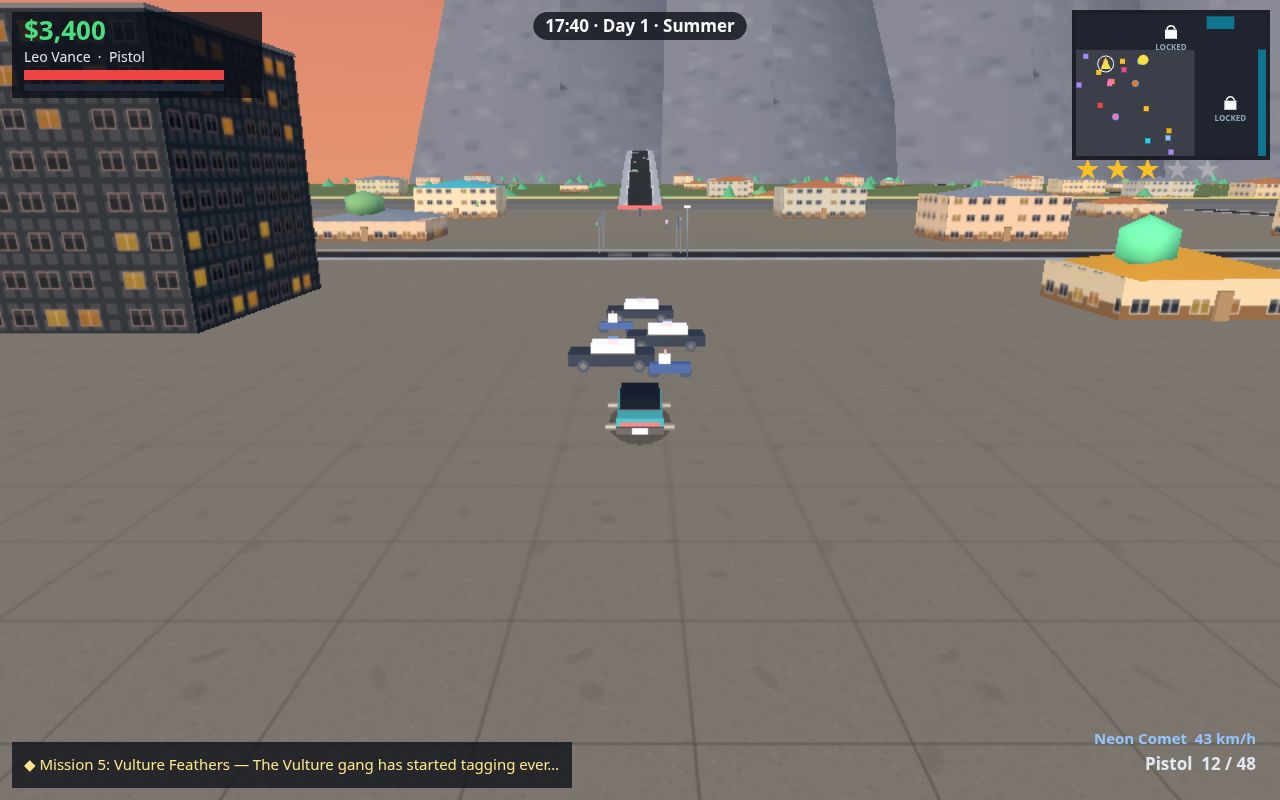 $3,400
Leo Vance · Pistol
17:40 · Day 1 · Summer
LOCKED
LOCKED
◆ Mission 5: Vulture Feathers — The Vulture gang has started tagging ever…
Neon Comet 43 km/h
Pistol 12 / 48